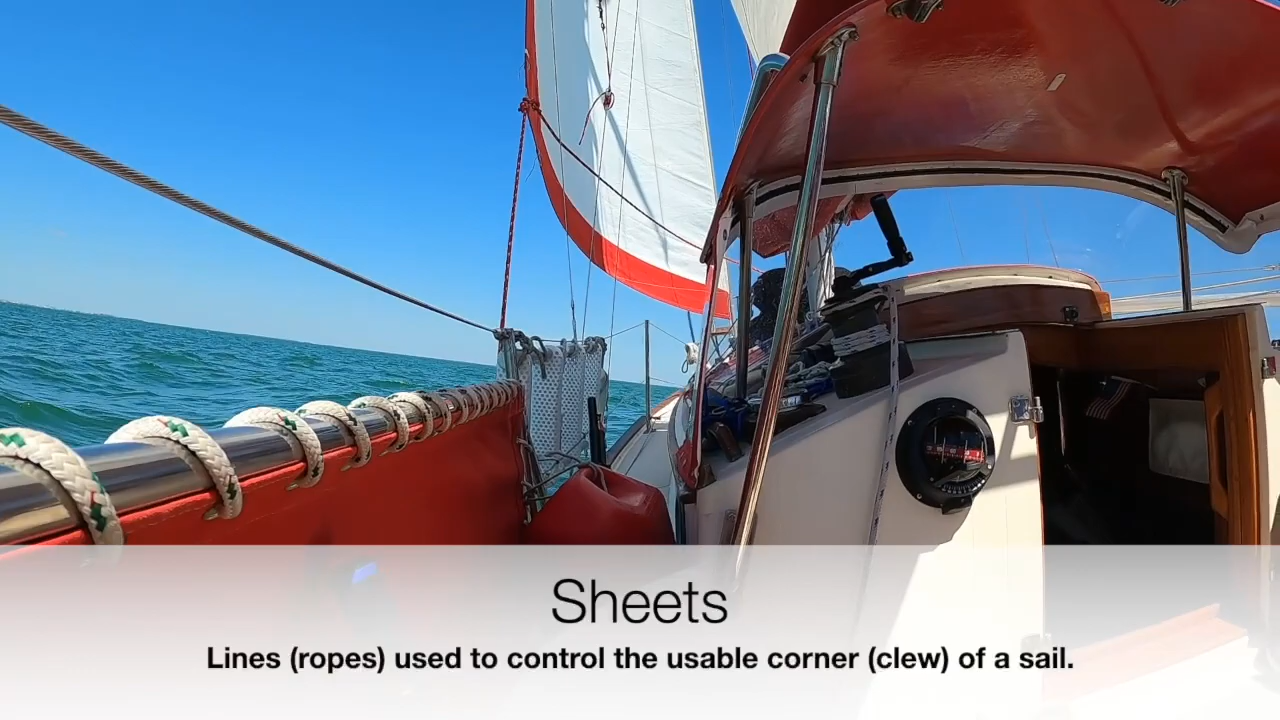 Sheets
Lines (ropes) used to control the usable corner (clew) of a sail.